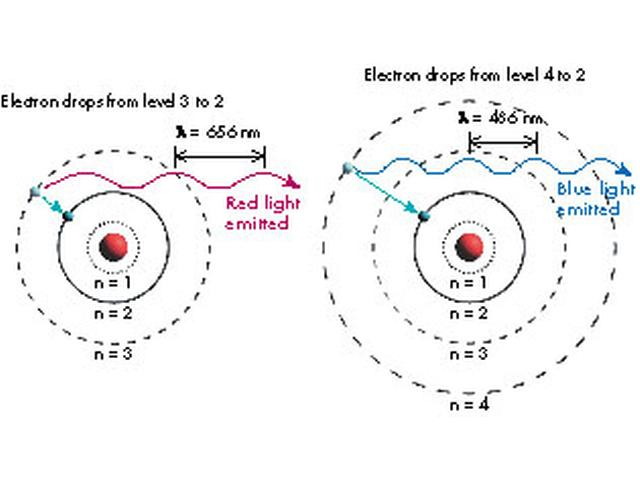 Electron drops from level 3 to 2
λ = 656 nm
Red light
emitted
n = 1
n = 2
n = 3
Electron drops from level 4 to 2
λ = 486 nm
Blue light
emitted
n = 1
n = 2
n = 3
n = 4